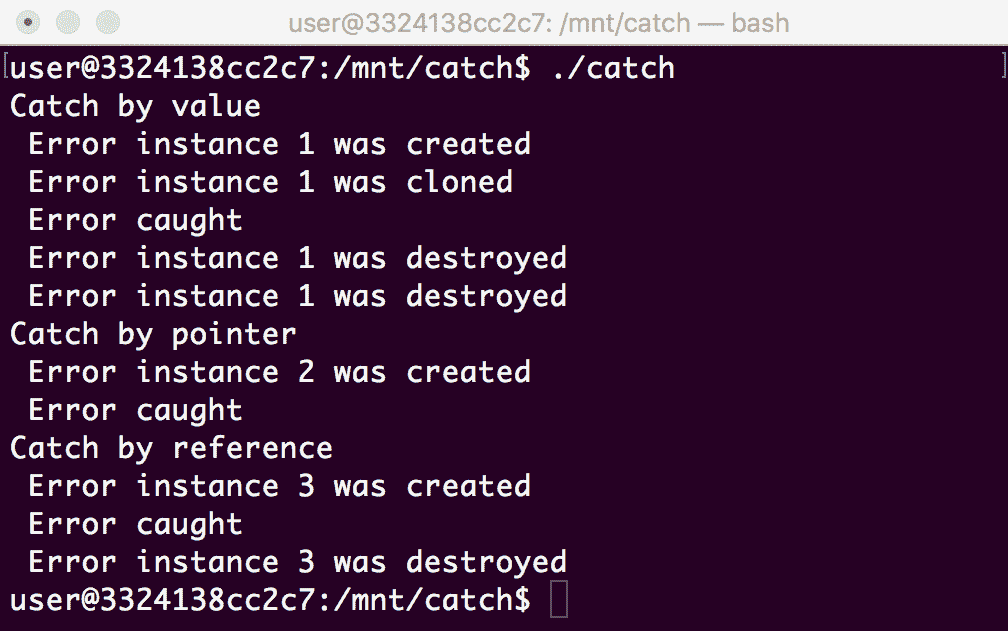 user@3324138cc2c7: /mnt/catch — bash
[user@3324138cc2c7:/mnt/catch$ ./catch ]
Catch by value
Error instance 1 was created
Error instance 1 was cloned
Error caught
Error instance 1 was destroyed
Error instance 1 was destroyed
Catch by pointer
Error instance 2 was created
Error caught
Catch by reference
Error instance 3 was created
Error caught
Error instance 3 was destroyed
user@3324138cc2c7:/mnt/catch$